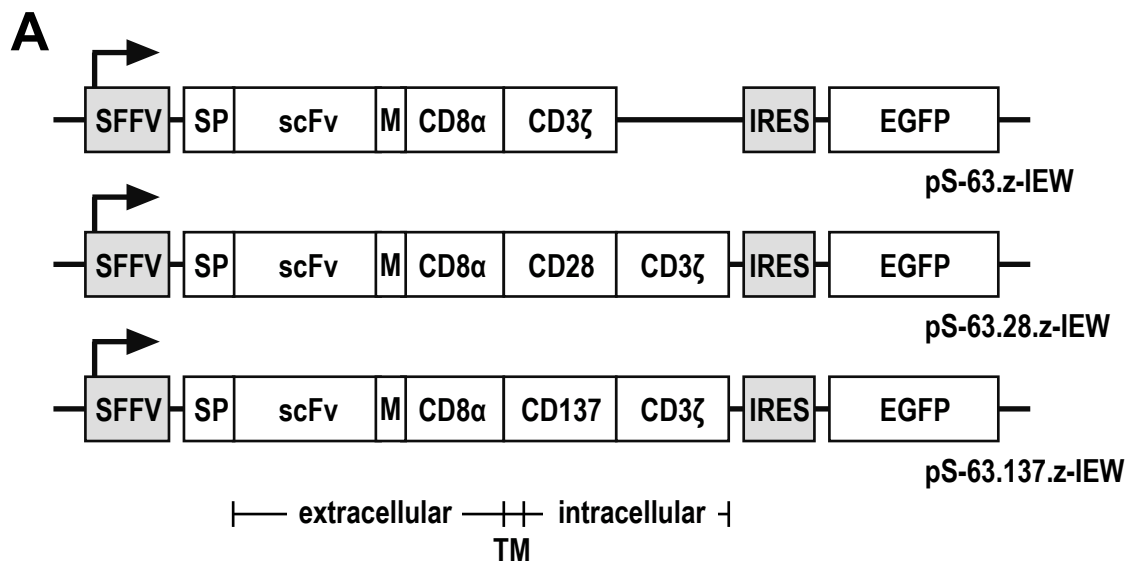 A
SFFV SP scFv M CD8α CD3ζ IRES EGFP
pS-63.z-IEW
SFFV SP scFv M CD8α CD28 CD3ζ IRES EGFP
pS-63.28.z-IEW
SFFV SP scFv M CD8α CD137 CD3ζ IRES EGFP
pS-63.137.z-IEW
extracellular intracellular
TM